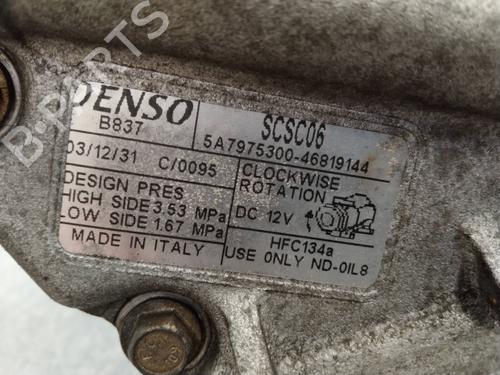 B-PARTS
DENSO
B837
SCSC06
5A7975300-46819144
03/12/31 C/0095
CLOCKWISE
ROTATION
DESIGN PRES
HIGH SIDE 3.53 MPa
LOW SIDE 1.67 MPa
DC 12V
MADE IN ITALY
HFC134a
USE ONLY ND-OIL8